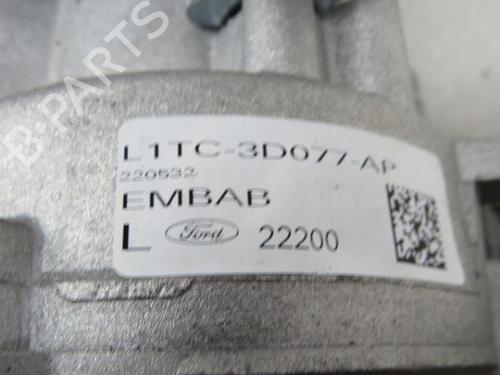 B-PARTS
L1TC-3D077-AP
220532
EMBAB
L Ford 22200